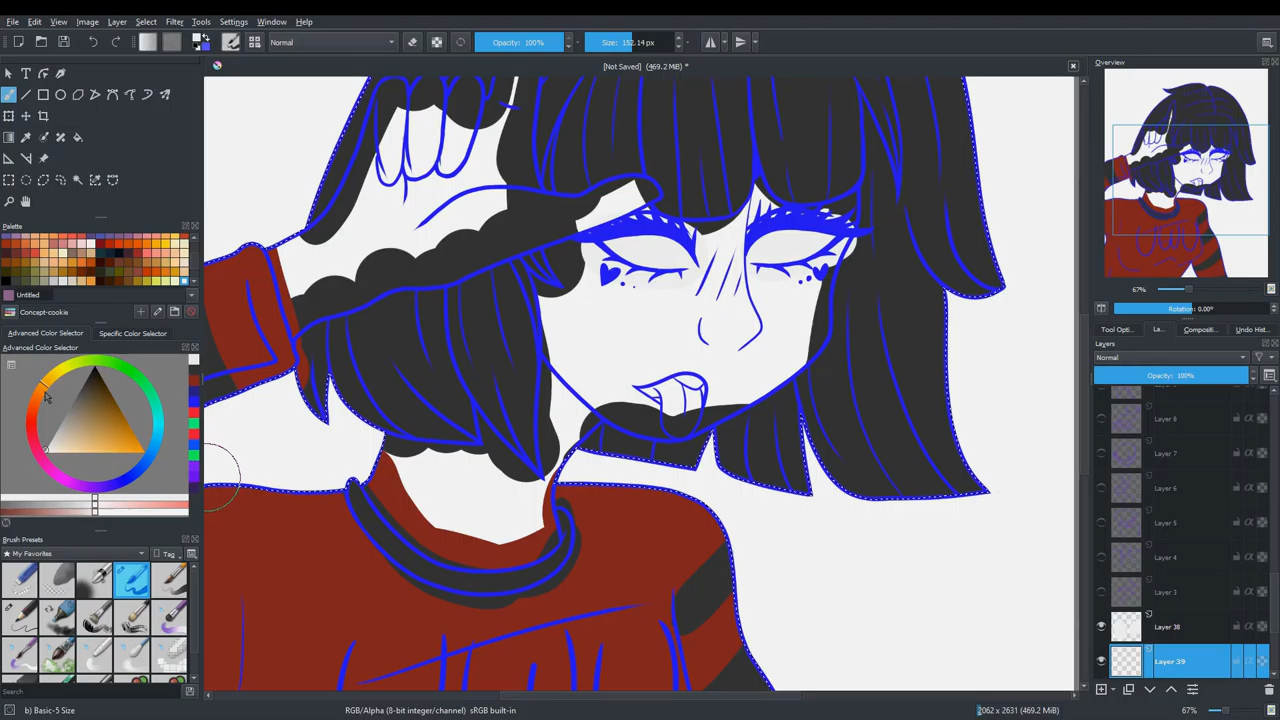 File Edit View Image Layer Select Filter Tools Settings Window Help
Normal Opacity: 100% Size: 152.14 px
[Not Saved] (469.2 MiB) *
Overview
67%
Rotation: 0.00°
Palette
Untitled
Concept-cookie
Advanced Color Selector Specific Color Selector
Advanced Color Selector
Brush Presets
★ My Favorites Tag
Search
b) Basic-5 Size RGB/Alpha (8-bit integer/channel) sRGB built-in 2062 x 2631 (469.2 MiB) 67%
Tool Opti... La... Compositi... Undo Hist...
Layers
Normal
Opacity: 100%
Layer 8
Layer 7
Layer 6
Layer 5
Layer 4
Layer 3
Layer 38
Layer 39